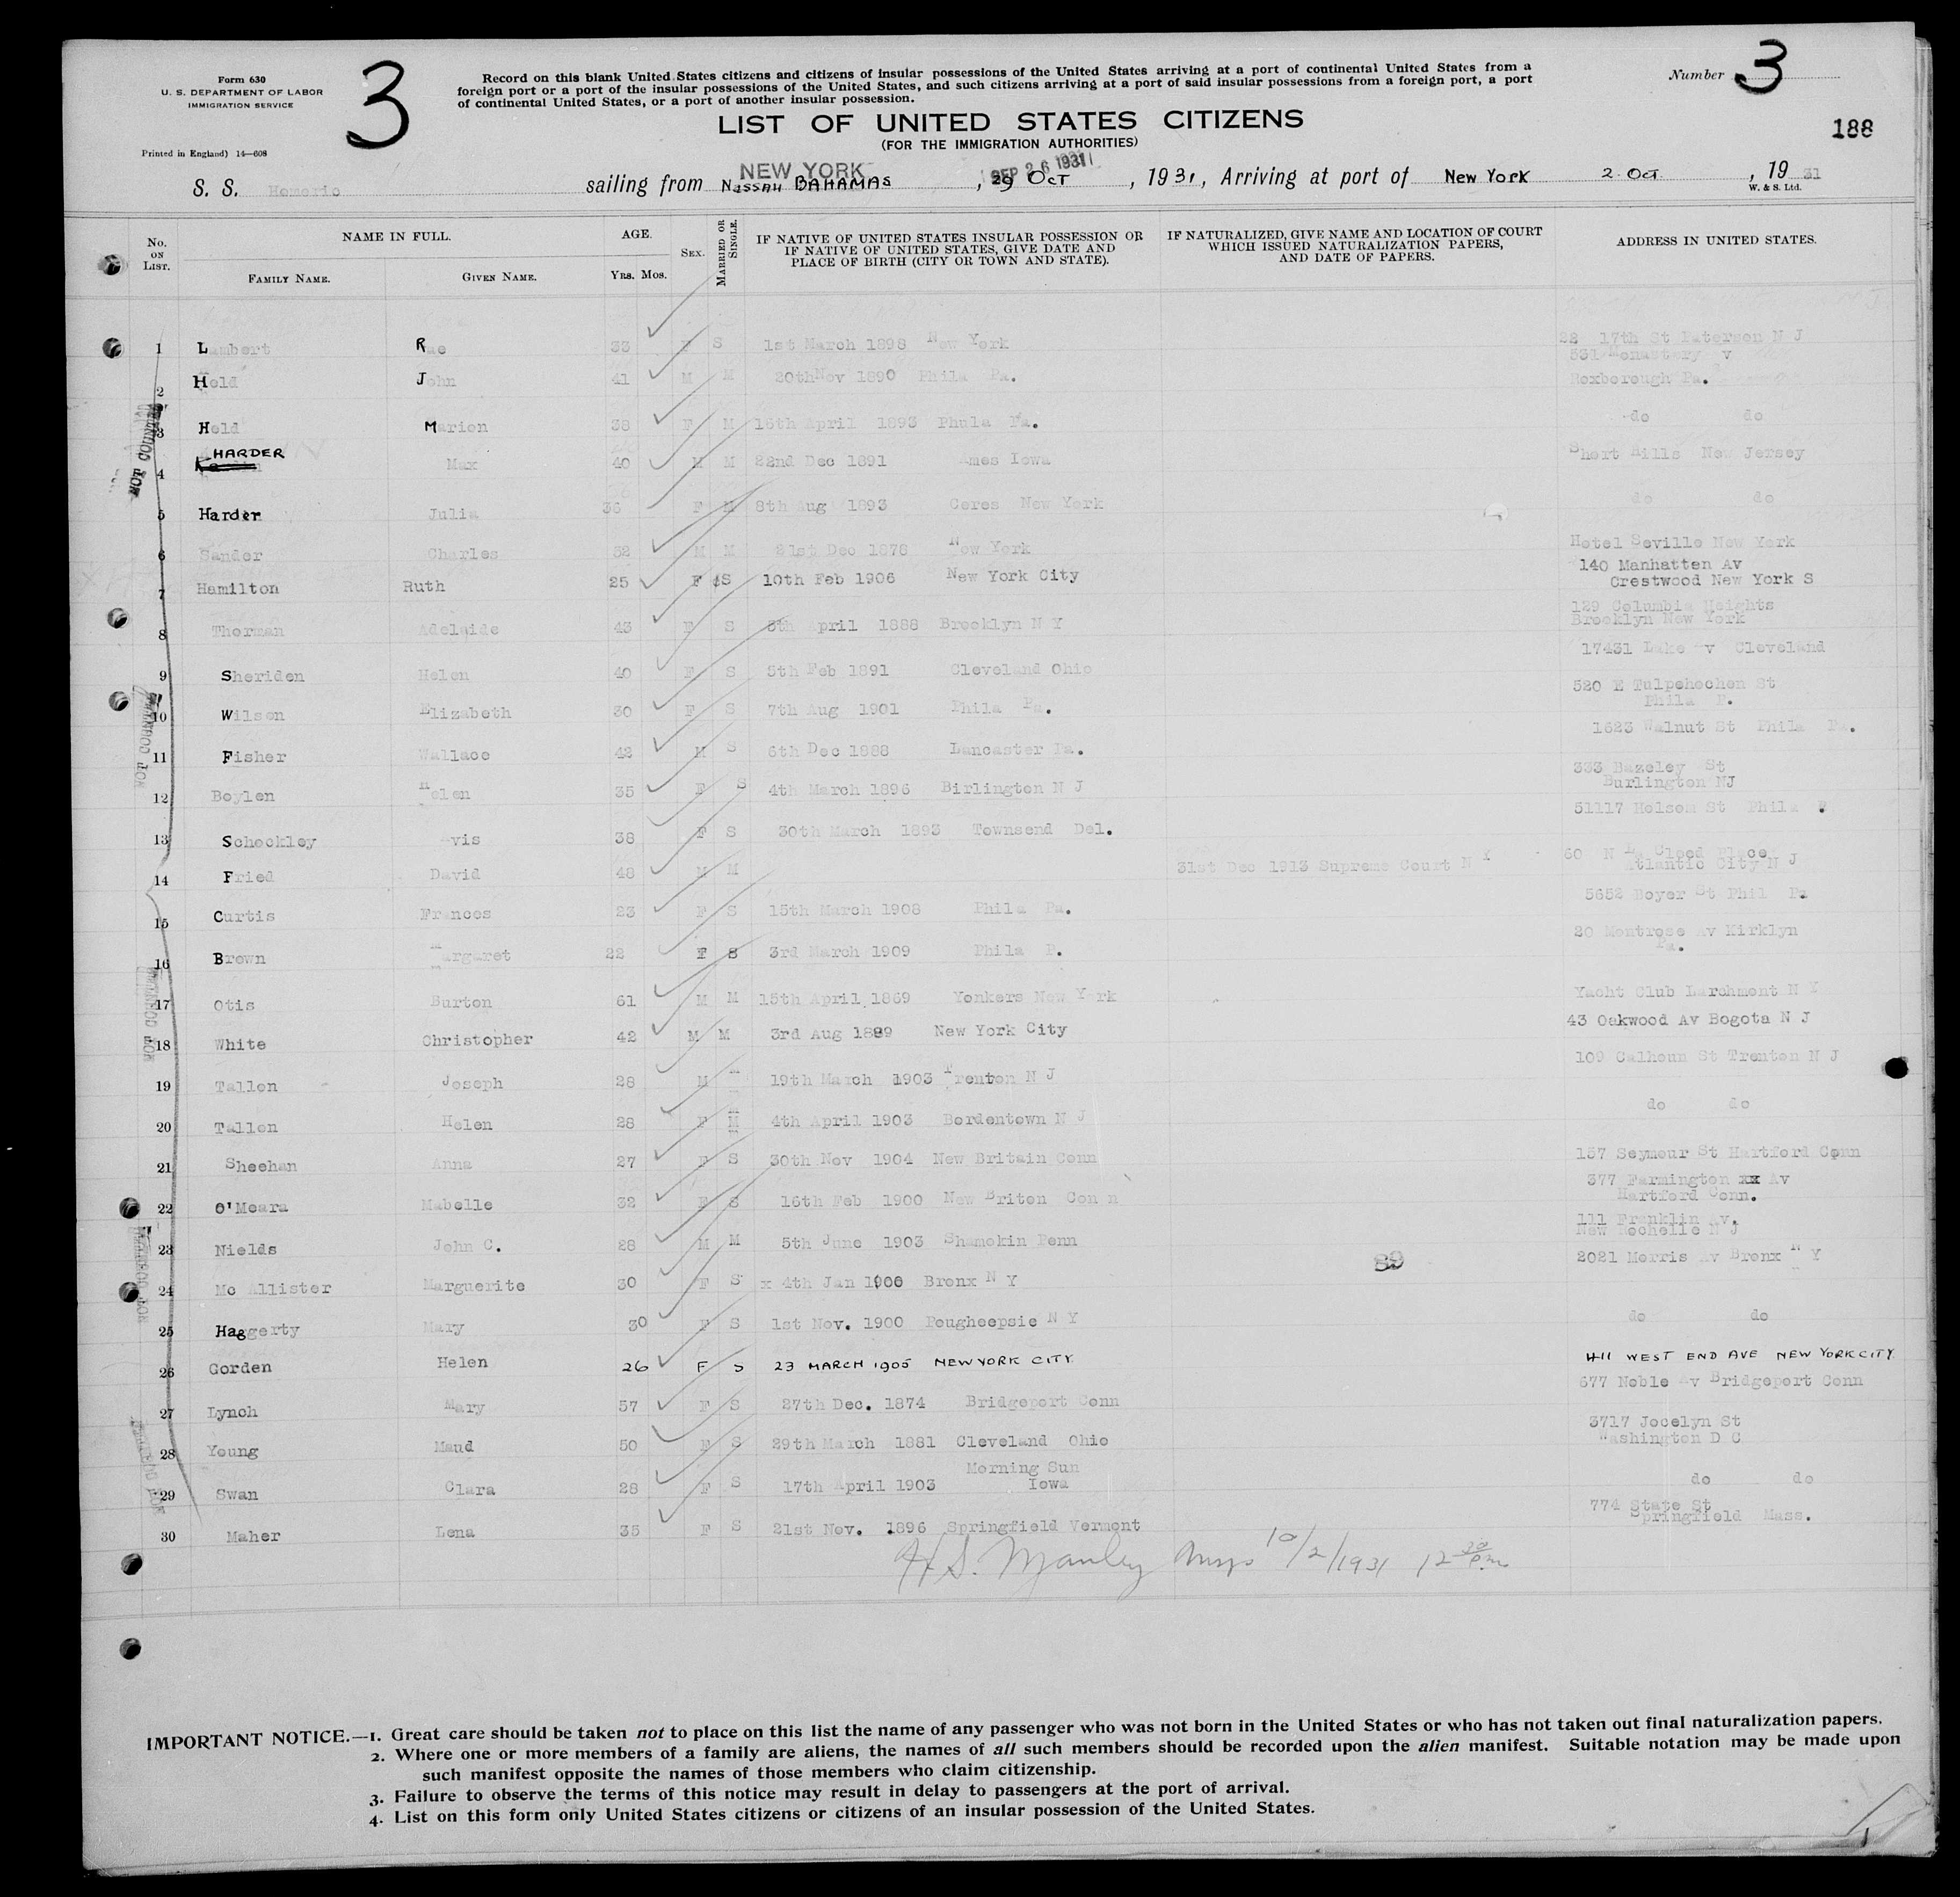 Form 630
U. S. DEPARTMENT OF LABOR
IMMIGRATION SERVICE
Printed in England) 14—608
3
Record on this blank United States citizens and citizens of insular possessions of the United States arriving at a port of continental United States from a
foreign port or a port of the insular possessions of the United States, and such citizens arriving at a port of said insular possessions from a foreign port, a port
of continental United States, or a port of another insular possession.
Number 3
LIST OF UNITED STATES CITIZENS
(FOR THE IMMIGRATION AUTHORITIES)
188
S. S. Homeric sailing from NEW YORK Nassau BAHAMAS , SEP 26 1931 29 Oct , 1931, Arriving at port of New York 2 Oct , 19 31
W. & S. Ltd.
No. ON LIST. NAME IN FULL. FAMILY NAME. GIVEN NAME. AGE. YRS. MOS. SEX. MARRIED OR SINGLE. IF NATIVE OF UNITED STATES INSULAR POSSESSION OR IF NATIVE OF UNITED STATES, GIVE DATE AND PLACE OF BIRTH (CITY OR TOWN AND STATE). IF NATURALIZED, GIVE NAME AND LOCATION OF COURT WHICH ISSUED NATURALIZATION PAPERS, AND DATE OF PAPERS. ADDRESS IN UNITED STATES.
1 Lambert Rae 33 F S 1st March 1898 New York 22 17th St Paterson N J
2 Held John 41 M M 20thNov 1890 Phila Pa. 531 Monastery v Roxborough Pa.
3 Held Marion 38 F M 16th April 1893 Phula Pa. do do
4 HARDER Max 40 M M 22nd Dec 1891 Ames Iowa Short Hills New Jersey
5 Harder Julia 36 F M 8th Aug 1893 Ceres New York do do
6 Sander Charles 52 M M 21st Dec 1878 New York Hotel Seville New York
7 Hamilton Ruth 25 F S 10th Feb 1906 New York City 140 Manhatten Av Crestwood New York S
8 Thorman Adelaide 43 F S 8th April 1888 Brooklyn N Y 129 Columbia Heights Brooklyn New York
9 Sheriden Helen 40 F S 5th Feb 1891 Cleveland Ohio 17431 Lake v Cleveland
10 Wilson Elizabeth 30 F S 7th Aug 1901 Phila Pa. 520 E Tulpehochen St Phila P.
11 Fisher Wallace 42 M S 6th Dec 1888 Lancaster Pa. 1623 Walnut St Phila Pa.
12 Boylen Helen 35 F S 4th March 1896 Birlington N J 333 Bazeley St Burlington NJ
13 Schockley vis 38 F S 30th March 1893 Townsend Del. 51117 Holsom St Phila P.
14 Fried David 48 M M 31st Dec 1913 Supreme Court N Y 60 N Place Atlantic City N J
15 Curtis Frances 23 F S 15th March 1908 Phila Pa. 5652 Boyer St Phil Pa
16 Brown Margaret 22 F S 3rd March 1909 Phila P. 20 Montrose Av Kirklyn Pa.
17 Otis Burton 61 M M 15th April 1869 Yonkers New York Yacht Club Larchmont N Y
18 White Christopher 42 M M 3rd Aug 1889 New York City 43 Oakwood Av Bogota N J
19 Tallon Joseph 28 M M 19th March 1903 Trenton N J 109 Calhoun St Trenton N J
20 Tallon Helen 28 F M 4th April 1903 Bordentown N J do do
21 Sheehan Anna 27 F S 30th Nov 1904 New Britain Conn 157 Seymour St Hartford Conn
22 O'Meara Mabelle 32 F S 16th Feb 1900 New Briton Con n 377 Farmington xx Av Hartford Conn.
23 Nields John C. 28 M M 5th June 1903 Shamokin Penn 111 Franklin Av. New Rochelle N J
24 Mc Allister Marguerite 30 F S x 4th Jan 1900 Bronx N Y 89 2021 Morris Av Bronx N Y
25 Haggerty Mary 30 F S 1st Nov. 1900 Poughoepsie N Y do do
26 Gorden Helen 26 F S 23 MARCH 1905 NEW YORK CITY 411 WEST END AVE NEW YORK CITY
27 Lynch Mary 57 F S 27th Dec. 1874 Bridgeport Conn 677 Noble Av Bridgeport Conn
28 Young Maud 50 F S 29th March 1881 Cleveland Ohio 3717 Jocelyn St Washington D C
29 Swan Clara 28 F S 17th April 1903 Morning Sun Iowa do do
30 Maher Lena 35 F S 21st Nov. 1896 Springfield Vermont 774 State St Springfield Mass.
H.S. Manley 10/2/1931 12 20 p.m.
IMPORTANT NOTICE.—1. Great care should be taken not to place on this list the name of any passenger who was not born in the United States or who has not taken out final naturalization papers.
2. Where one or more members of a family are aliens, the names of all such members should be recorded upon the alien manifest. Suitable notation may be made upon
such manifest opposite the names of those members who claim citizenship.
3. Failure to observe the terms of this notice may result in delay to passengers at the port of arrival.
4. List on this form only United States citizens or citizens of an insular possession of the United States.